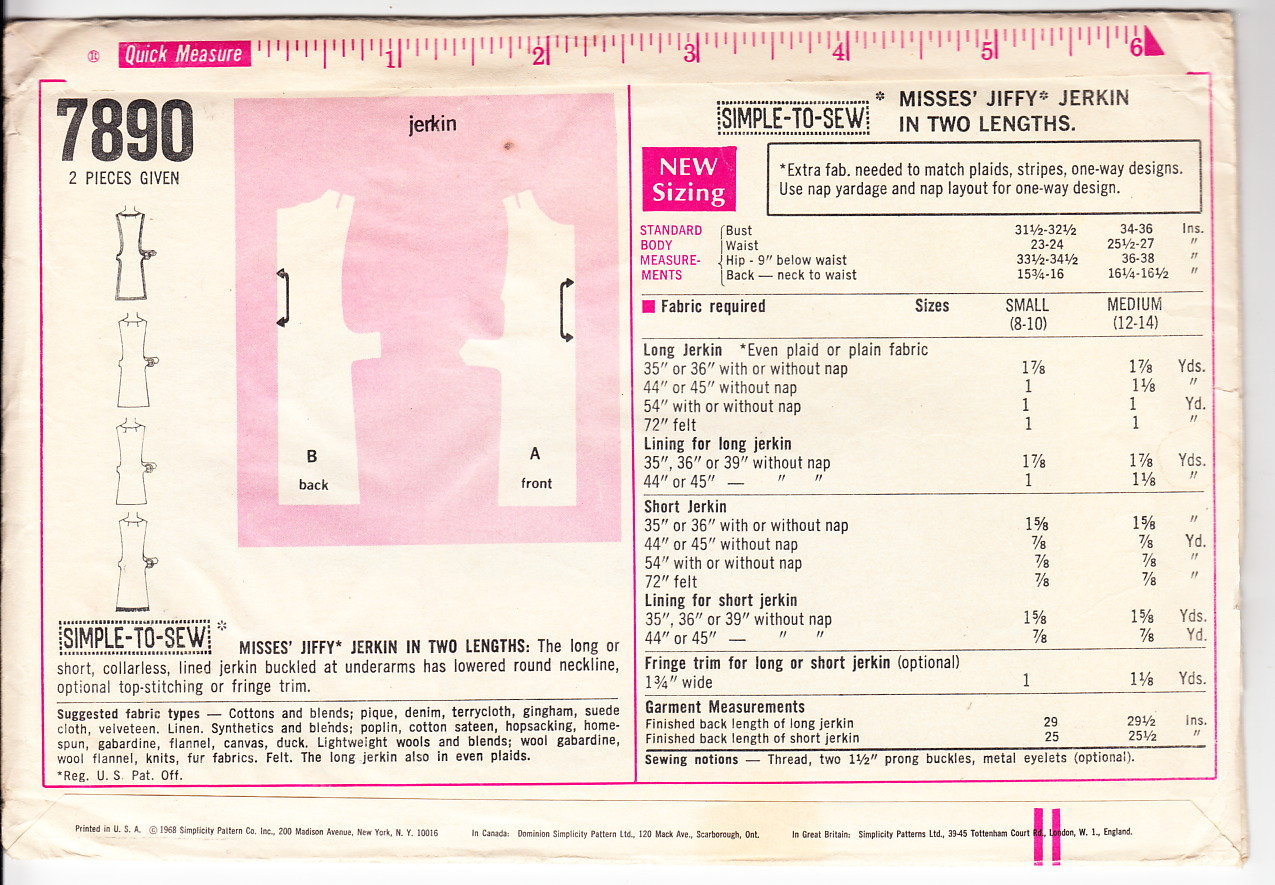 Quick Measure
1 2 3 4 5 6
7890
2 PIECES GIVEN
jerkin
B
back
A
front
SIMPLE-TO-SEW*
MISSES' JIFFY* JERKIN IN TWO LENGTHS: The long or
short, collarless, lined jerkin buckled at underarms has lowered round neckline,
optional top-stitching or fringe trim.
Suggested fabric types — Cottons and blends; pique, denim, terrycloth, gingham, suede
cloth, velveteen. Linen. Synthetics and blends; poplin, cotton sateen, hopsacking, home-
spun, gabardine, flannel, canvas, duck. Lightweight wools and blends; wool gabardine,
wool flannel, knits, fur fabrics. Felt. The long jerkin also in even plaids.
*Reg. U. S. Pat. Off.
SIMPLE-TO-SEW*
MISSES' JIFFY* JERKIN
IN TWO LENGTHS.
NEW
Sizing
*Extra fab. needed to match plaids, stripes, one-way designs.
Use nap yardage and nap layout for one-way design.
STANDARD Bust 31½-32½ 34-36 Ins.
BODY Waist 23-24 25½-27 "
MEASURE- Hip - 9" below waist 33½-34½ 36-38 "
MENTS Back — neck to waist 15¾-16 16¼-16½ "
Fabric required Sizes SMALL MEDIUM
(8-10) (12-14)
Long Jerkin *Even plaid or plain fabric
35" or 36" with or without nap 1⅞ 1⅞ Yds.
44" or 45" without nap 1 1⅛ "
54" with or without nap 1 1 Yd.
72" felt 1 1 "
Lining for long jerkin
35", 36" or 39" without nap 1⅞ 1⅞ Yds.
44" or 45" — " " 1 1⅛ "
Short Jerkin
35" or 36" with or without nap 1⅝ 1⅝ "
44" or 45" without nap ⅞ ⅞ Yd.
54" with or without nap ⅞ ⅞ "
72" felt ⅞ ⅞ "
Lining for short jerkin
35", 36" or 39" without nap 1⅝ 1⅝ Yds.
44" or 45" — " " ⅞ ⅞ Yd.
Fringe trim for long or short jerkin (optional)
1¾" wide 1 1⅛ Yds.
Garment Measurements
Finished back length of long jerkin 29 29½ Ins.
Finished back length of short jerkin 25 25½ "
Sewing notions — Thread, two 1½" prong buckles, metal eyelets (optional).
Printed in U. S. A. © 1968 Simplicity Pattern Co. Inc., 200 Madison Avenue, New York, N. Y. 10016 In Canada: Dominion Simplicity Pattern Ltd., 120 Mack Ave., Scarborough, Ont. In Great Britain: Simplicity Patterns Ltd., 39-45 Tottenham Court Rd., London, W. 1., England.